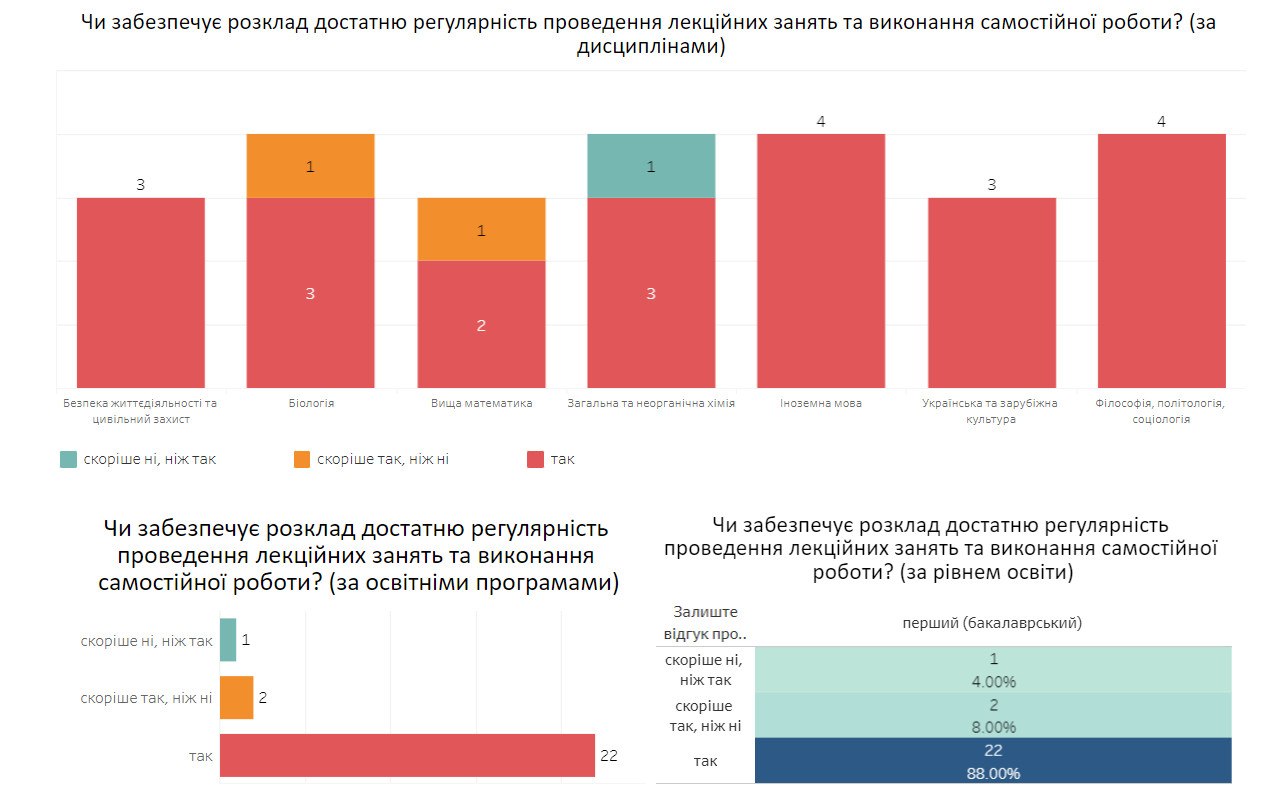 Чи забезпечує розклад достатню регулярність проведення лекційних занять та виконання самостійної роботи? (за
дисциплінами)
3
1
3
1
2
1
3
4
3
4
Безпека життєдіяльності та
цивільний захист
Біологія
Вища математика
Загальна та неорганічна хімія
Іноземна мова
Українська та зарубіжна
культура
Філософія, політологія,
соціологія
скоріше ні, ніж так
скоріше так, ніж ні
так
Чи забезпечує розклад достатню регулярність
проведення лекційних занять та виконання
самостійної роботи? (за освітніми програмами)
скоріше ні, ніж так 1
скоріше так, ніж ні 2
так 22
Чи забезпечує розклад достатню регулярність
проведення лекційних занять та виконання самостійної
роботи? (за рівнем освіти)
Залиште
відгук про..
перший (бакалаврський)
скоріше ні,
ніж так
1
4.00%
скоріше
так, ніж ні
2
8.00%
так
22
88.00%